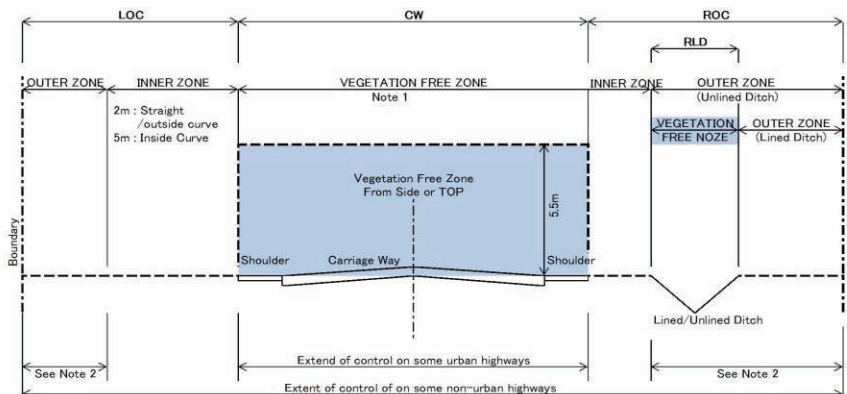 LOC
CW
ROC
RLD
OUTER ZONE
INNER ZONE
VEGETATION FREE ZONE
INNER ZONE
OUTER ZONE
Note 1
(Unlined Ditch)
2m : Straight
/outside curve
5m : Inside Curve
VEGETATION
FREE NOZE
OUTER ZONE
(Lined Ditch)
Vegetation Free Zone
From Side or TOP
5.5m
Boundary
Shoulder
Carriage Way
Shoulder
Lined/Unlined Ditch
Extend of control on some urban highways
See Note 2
See Note 2
Extent of control of some non-urban highways